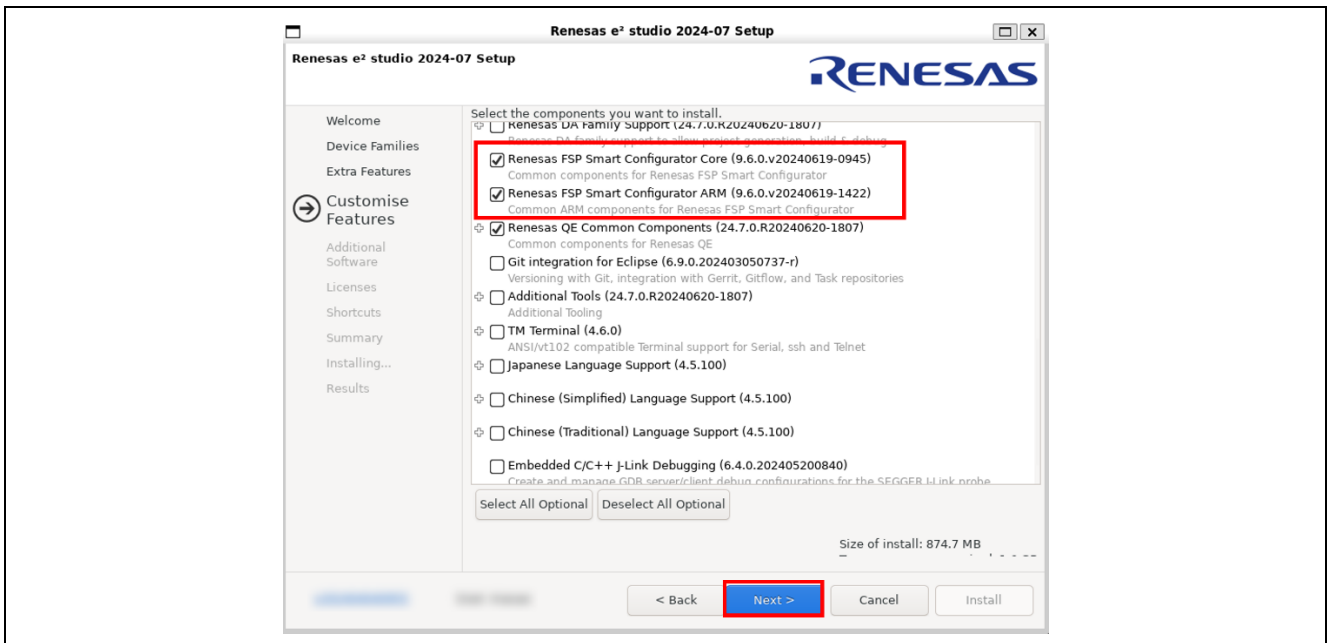 Renesas e² studio 2024-07 Setup
Renesas e² studio 2024-07 Setup
RENESAS
Welcome
Device Families
Extra Features
Customise
Features
Additional
Software
Licenses
Shortcuts
Summary
Installing...
Results
Select the components you want to install.
Renesas DA Family Support (24.7.0.R20240620-1807)
Renesas DA family support to allow project generation, build & debug
Renesas FSP Smart Configurator Core (9.6.0.v20240619-0945)
Common components for Renesas FSP Smart Configurator
Renesas FSP Smart Configurator ARM (9.6.0.v20240619-1422)
Common ARM components for Renesas FSP Smart Configurator
Renesas QE Common Components (24.7.0.R20240620-1807)
Common components for Renesas QE
Git integration for Eclipse (6.9.0.202403050737-r)
Versioning with Git, integration with Gerrit, Gitflow, and Task repositories
Additional Tools (24.7.0.R20240620-1807)
Additional Tooling
TM Terminal (4.6.0)
ANSI/vt102 compatible Terminal support for Serial, ssh and Telnet
Japanese Language Support (4.5.100)
Chinese (Simplified) Language Support (4.5.100)
Chinese (Traditional) Language Support (4.5.100)
Embedded C/C++ J-Link Debugging (6.4.0.202405200840)
Create and manage GDB server/client debug configurations for the SEGGER J-Link probe
Select All Optional Deselect All Optional
Size of install: 874.7 MB
< Back Next > Cancel Install